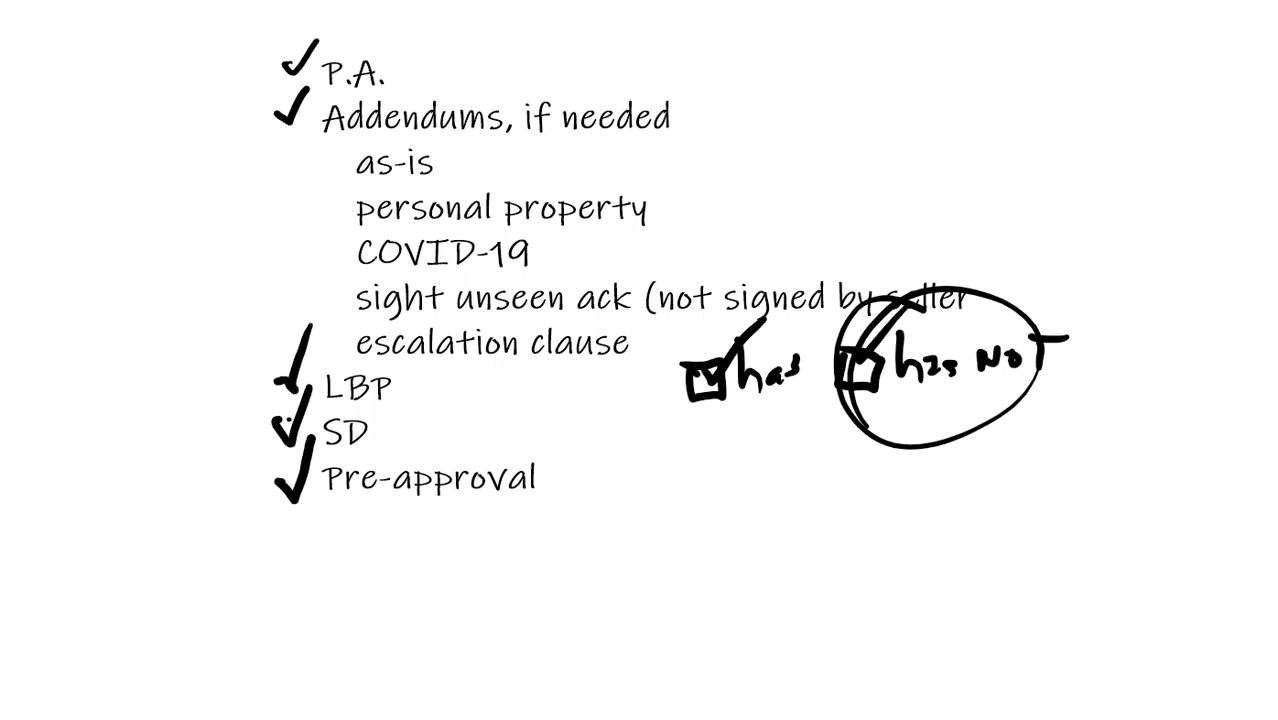 P.A.
Addendums, if needed
as-is
personal property
COVID-19
sight unseen ack (not signed by seller
escalation clause
has has NOT
LBP
SD
Pre-approval